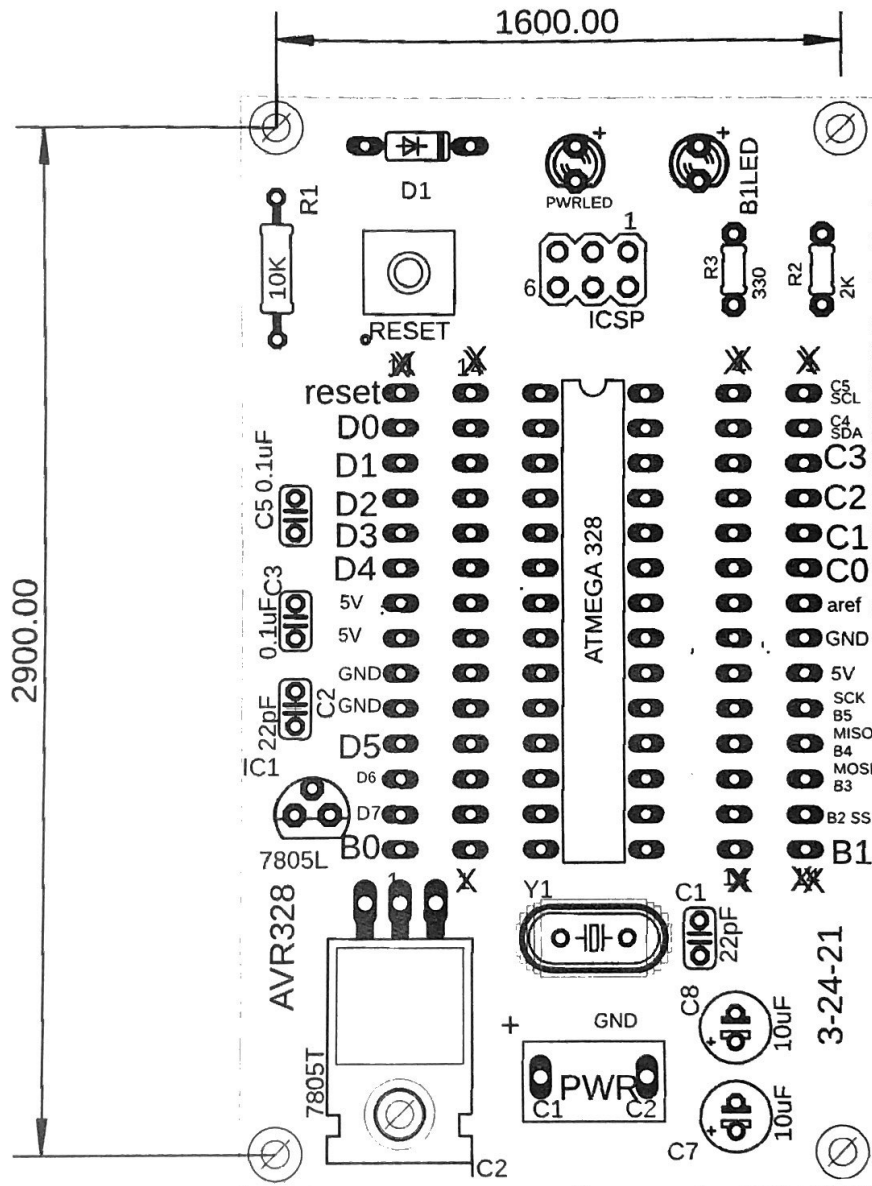 1600.00
2900.00
R1
10K
D1
PWRLED
B1LED
RESET
1
6
ICSP
R3
330
R2
2K
reset
D0
D1
D2
D3
D4
5V
5V
GND
GND
D5
D6
D7
B0
C5
SCL
C4
SDA
C3
C2
C1
C0
aref
GND
5V
SCK
B5
MISO
B4
MOSI
B3
B2 SS
B1
ATMEGA 328
C5 0.1uF
0.1uF C3
22pF C2
IC1
7805L
1
AVR328
7805T
C2
Y1
C1
22pF
+
GND
PWR
C1
C2
C8
10uF
C7
10uF
3-24-21